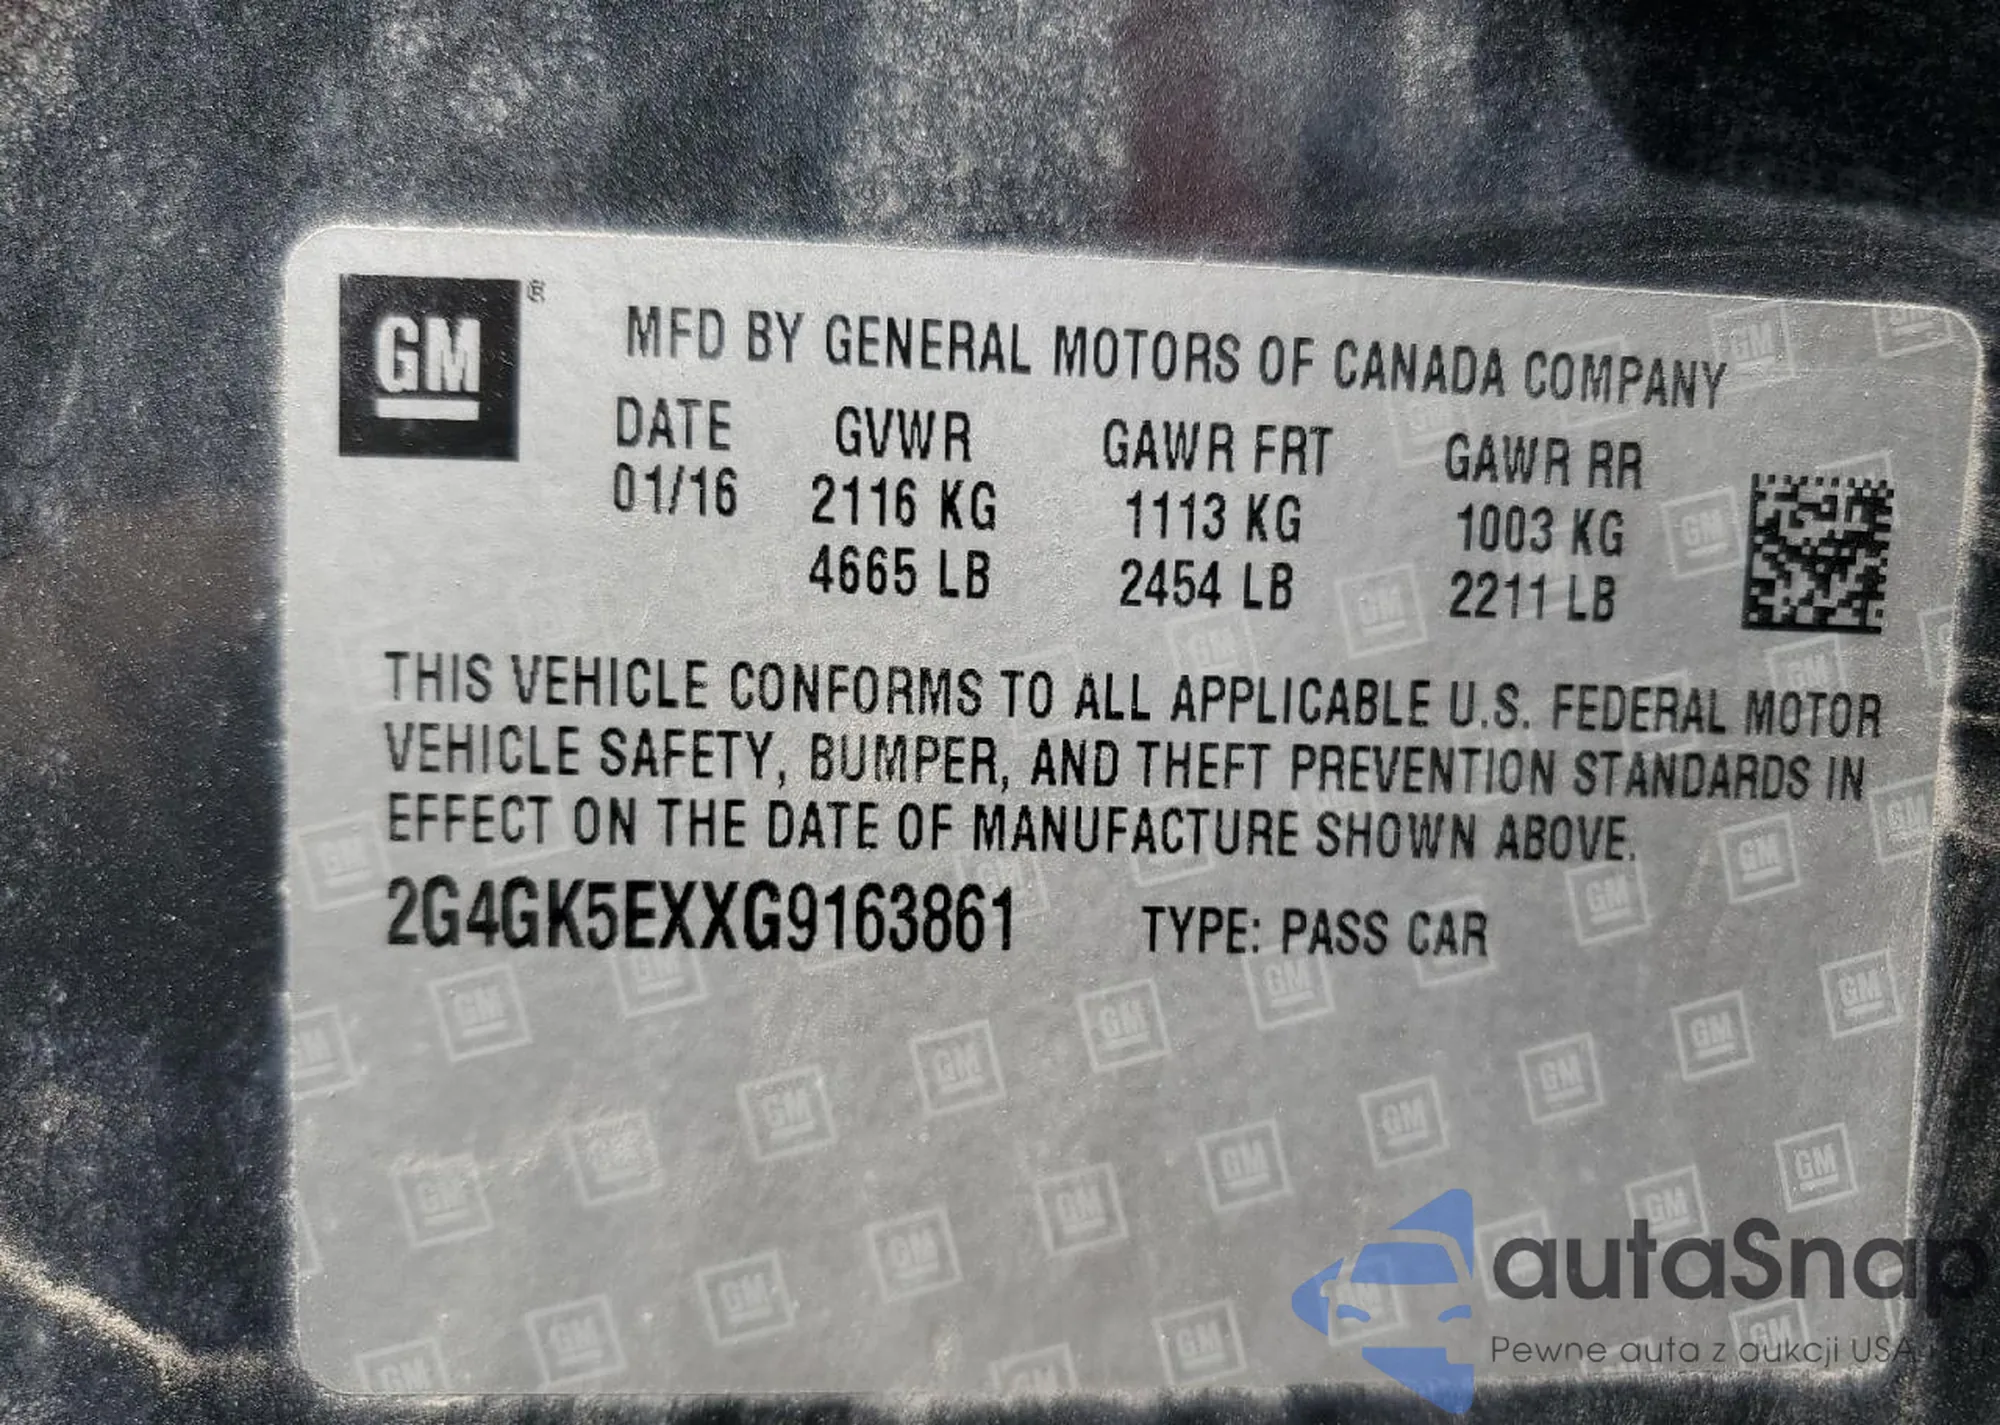 GM ®
MFD BY GENERAL MOTORS OF CANADA COMPANY
DATE GVWR GAWR FRT GAWR RR
01/16 2116 KG 1113 KG 1003 KG
4665 LB 2454 LB 2211 LB
THIS VEHICLE CONFORMS TO ALL APPLICABLE U.S. FEDERAL MOTOR
VEHICLE SAFETY, BUMPER, AND THEFT PREVENTION STANDARDS IN
EFFECT ON THE DATE OF MANUFACTURE SHOWN ABOVE.
2G4GK5EXXG9163861 TYPE: PASS CAR
autaSnap
Pewne auta z aukcji USA